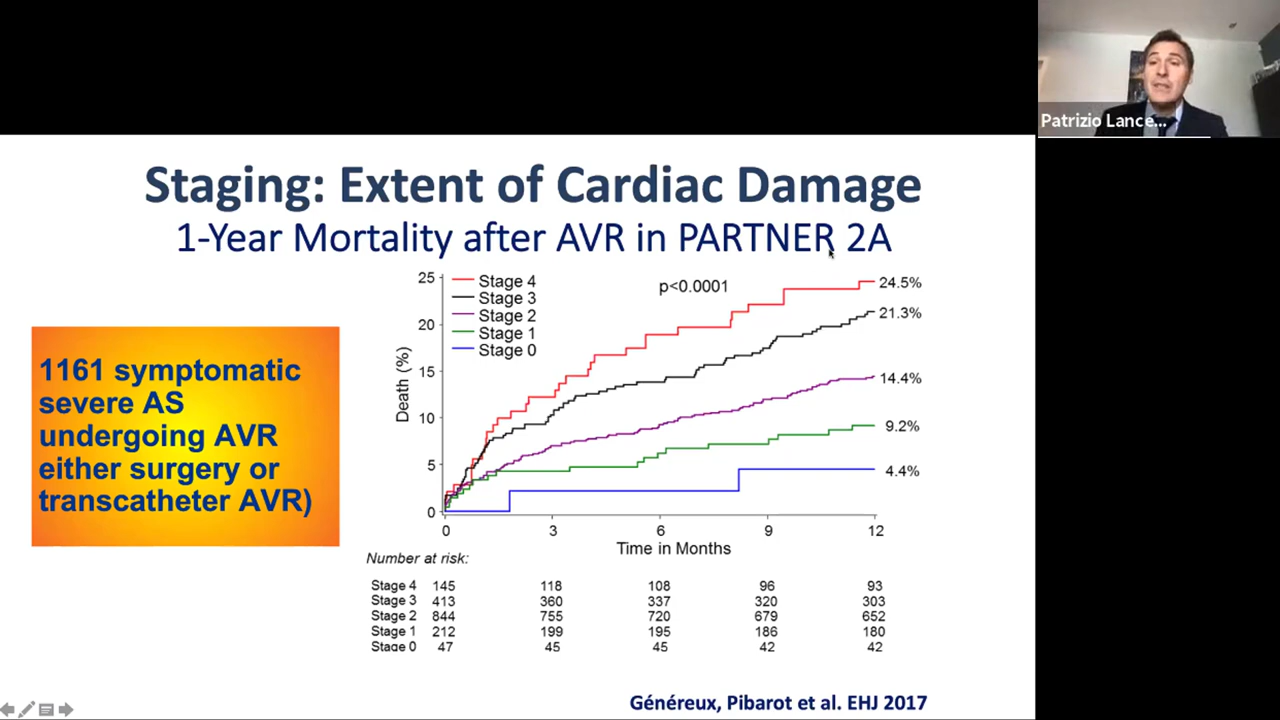 Patrizio Lance...
Staging: Extent of Cardiac Damage
1-Year Mortality after AVR in PARTNER 2A
1161 symptomatic
severe AS
undergoing AVR
either surgery or
transcatheter AVR)
25
20
15
10
5
0
Death (%)
Stage 4
Stage 3
Stage 2
Stage 1
Stage 0
p<0.0001
24.5%
21.3%
14.4%
9.2%
4.4%
0 3 6 9 12
Time in Months
Number at risk:
Stage 4 145 118 108 96 93
Stage 3 413 360 337 320 303
Stage 2 844 755 720 679 652
Stage 1 212 199 195 186 180
Stage 0 47 45 45 42 42
Généreux, Pibarot et al. EHJ 2017